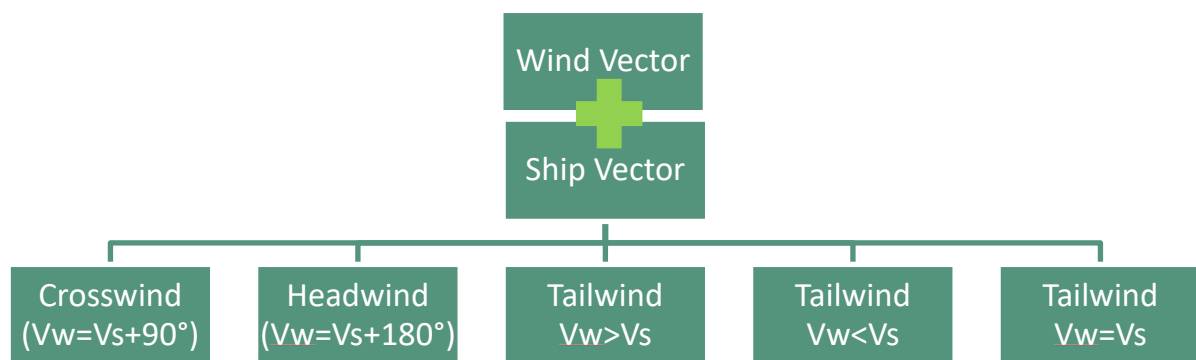 Wind Vector
Ship Vector
Crosswind
(Vw=Vs+90°)
Headwind
(Vw=Vs+180°)
Tailwind
Vw>Vs
Tailwind
Vw<Vs
Tailwind
Vw=Vs